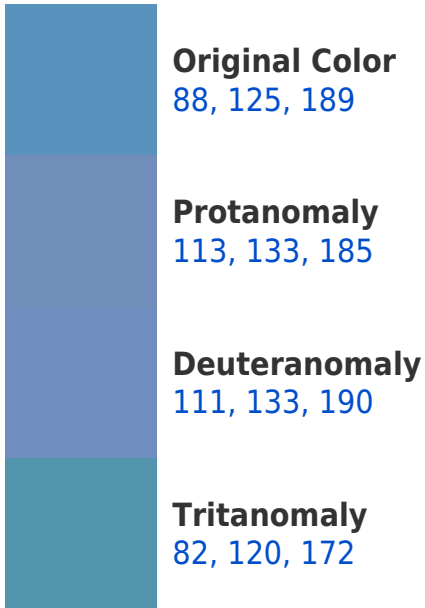 Original Color
88, 125, 189
Protanomaly
113, 133, 185
Deuteranomaly
111, 133, 190
Tritanomaly
82, 120, 172